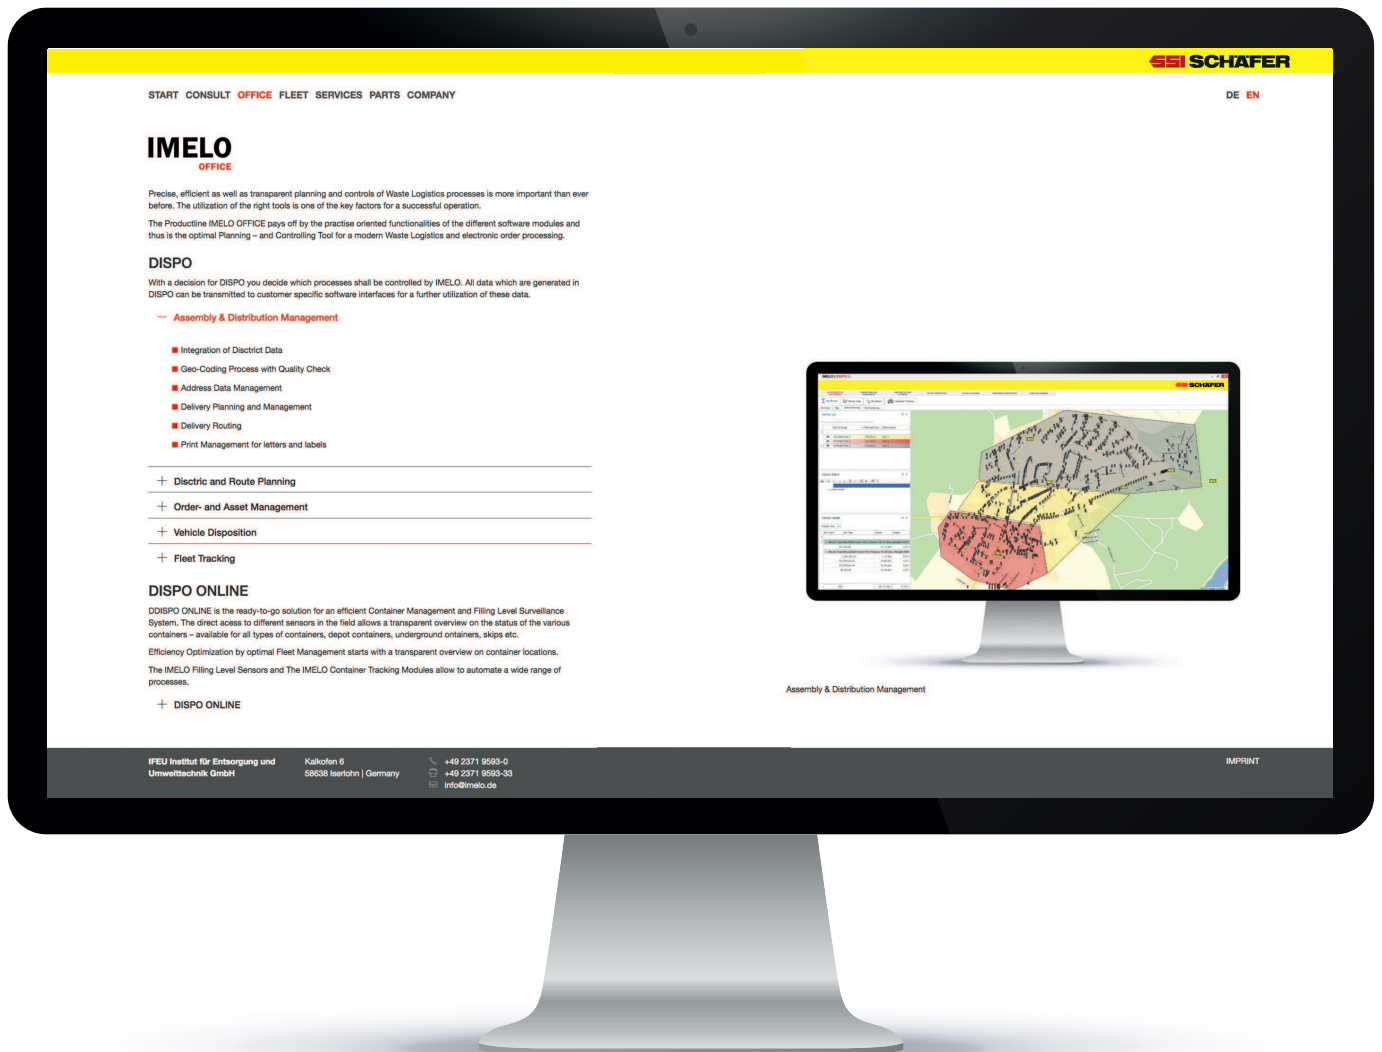 SSI SCHÄFER
START CONSULT OFFICE FLEET SERVICES PARTS COMPANY
DE EN
IMELO
OFFICE
Precise, efficient as well as transparent planning and controls of Waste Logistics processes is more important than ever
before. The utilization of the right tools is one of the key factors for a successful operation.
The Productline IMELO OFFICE pays off by the practise oriented functionalities of the different software modules and
thus is the optimal Planning – and Controlling Tool for a modern Waste Logistics and electronic order processing.
DISPO
With a decision for DISPO you decide which processes shall be controlled by IMELO. All data which are generated in
DISPO can be transmitted to customer specific software interfaces for a further utilization of these data.
Assembly & Distribution Management
Integration of Disctrict Data
Geo-Coding Process with Quality Check
Address Data Management
Delivery Planning and Management
Delivery Routing
Print Management for letters and labels
Disctric and Route Planning
Order- and Asset Management
Vehicle Disposition
Fleet Tracking
DISPO ONLINE
DDISPO ONLINE is the ready-to-go solution for an efficient Container Management and Filling Level Surveillance
System. The direct acess to different sensors in the field allows a transparent overview on the status of the various
containers – available for all types of containers, depot containers, underground ontainers, skips etc.
Efficiency Optimization by optimal Fleet Management starts with a transparent overview on container locations.
The IMELO Filling Level Sensors and The IMELO Container Tracking Modules allow to automate a wide range of
processes.
DISPO ONLINE
SSI SCHÄFER
Assembly & Distribution Management
IFEU Institut für Entsorgung und
Umwelttechnik GmbH
Kalkofen 6
58638 Iserlohn | Germany
+49 2371 9593-0
+49 2371 9593-33
info@imelo.de
IMPRINT